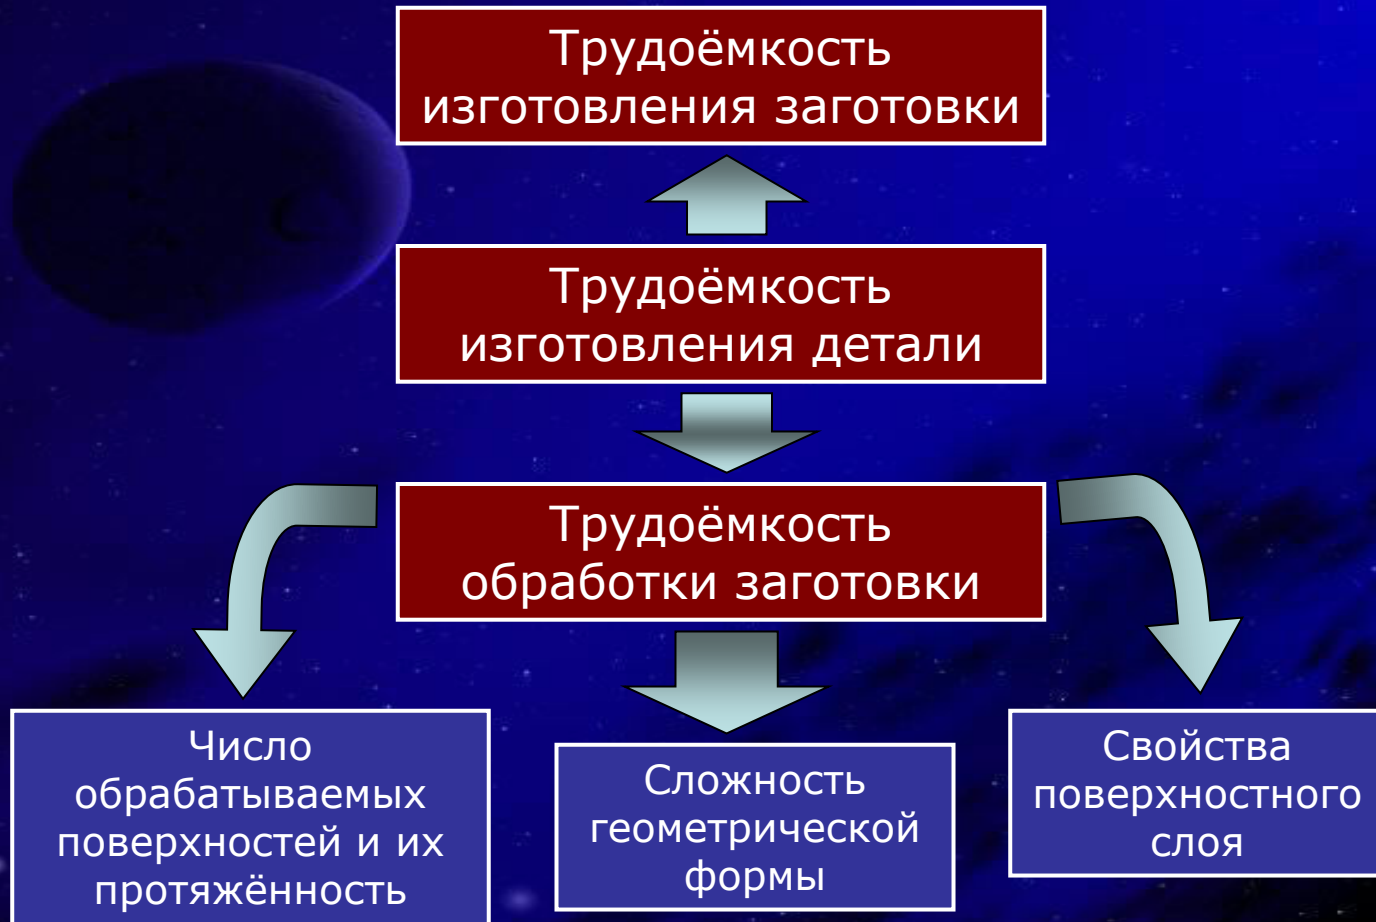 Трудоёмкость
изготовления заготовки
Трудоёмкость
изготовления детали
Трудоёмкость
обработки заготовки
Число
обрабатываемых
поверхностей и их
протяжённость
Сложность
геометрической
формы
Свойства
поверхностного
слоя